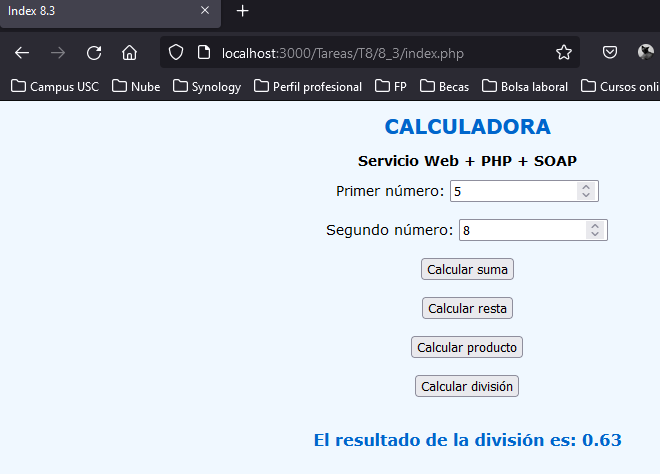 Index 8.3
localhost:3000/Tareas/T8/8_3/index.php
Campus USC Nube Synology Perfil profesional FP Becas Bolsa laboral Cursos onli
CALCULADORA
Servicio Web + PHP + SOAP
Primer número: 5
Segundo número: 8
Calcular suma
Calcular resta
Calcular producto
Calcular división
El resultado de la división es: 0.63